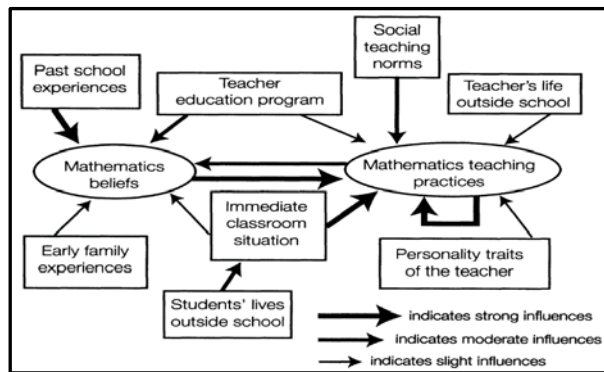 Social
teaching
norms
Past school
experiences
Teacher
education program
Teacher's life
outside school
Mathematics
beliefs
Mathematics teaching
practices
Immediate
classroom
situation
Early family
experiences
Personality traits
of the teacher
Students' lives
outside school
indicates strong influences
indicates moderate influences
indicates slight influences